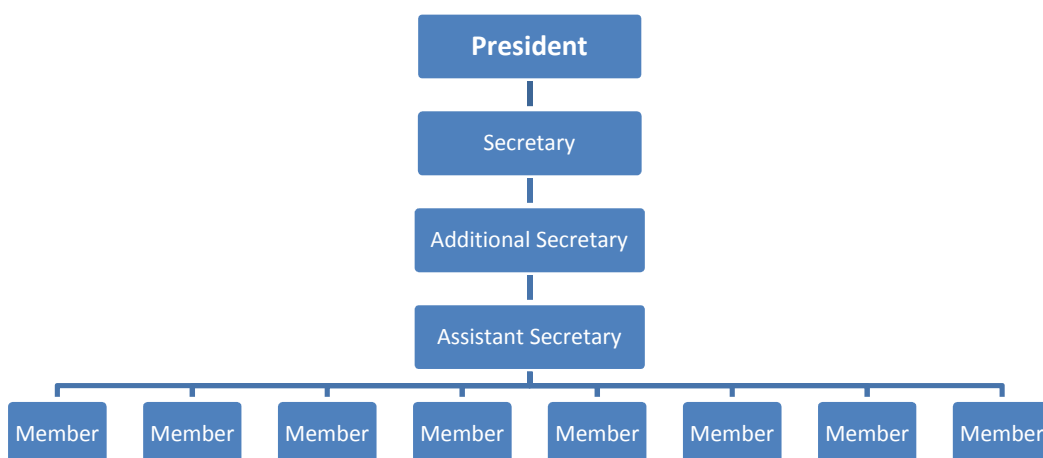 President
Secretary
Additional Secretary
Assistant Secretary
Member Member Member Member Member Member Member Member